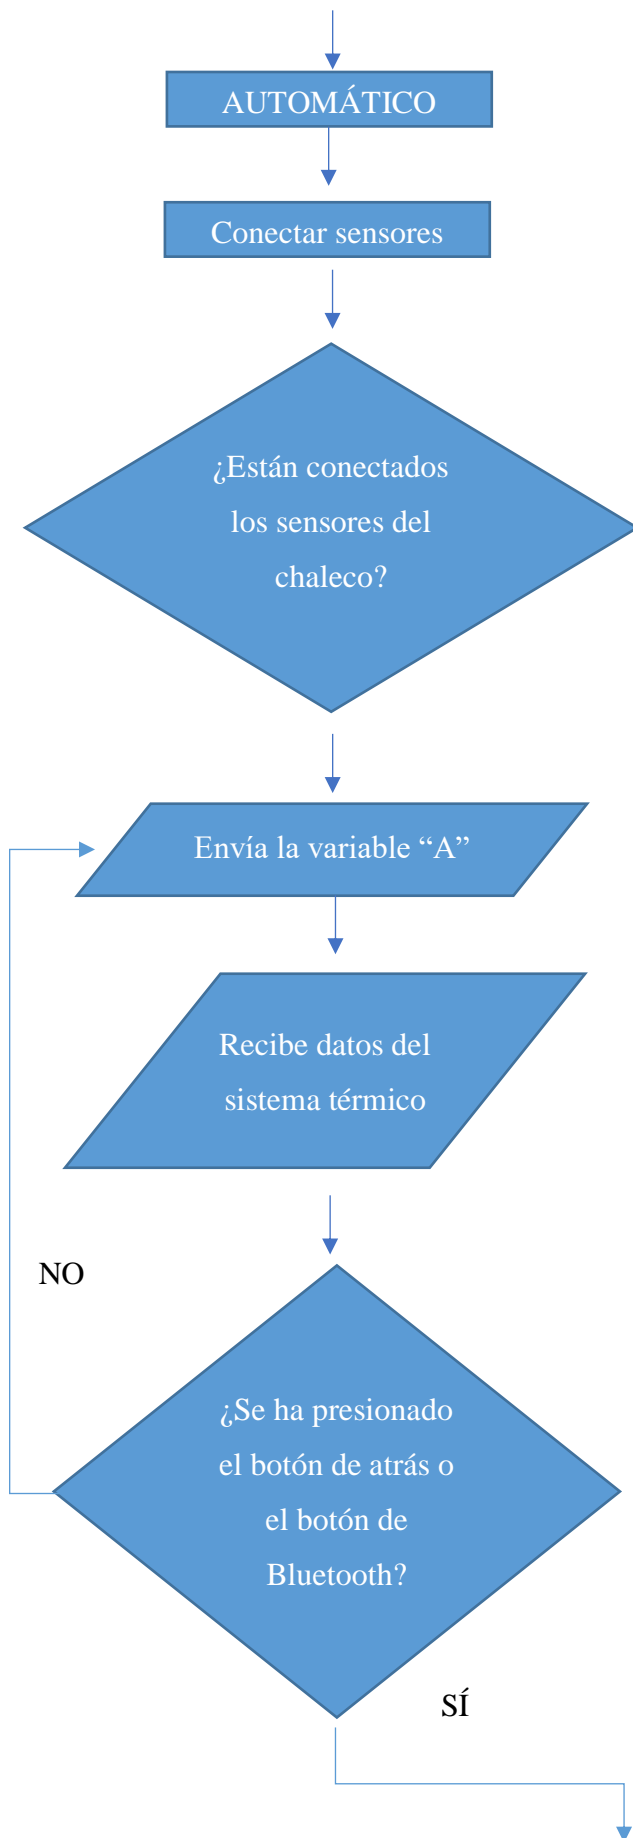 AUTOMÁTICO
Conectar sensores
¿Están conectados
los sensores del
chaleco?
Envía la variable “A”
Recibe datos del
sistema térmico
NO
¿Se ha presionado
el botón de atrás o
el botón de
Bluetooth?
SÍ